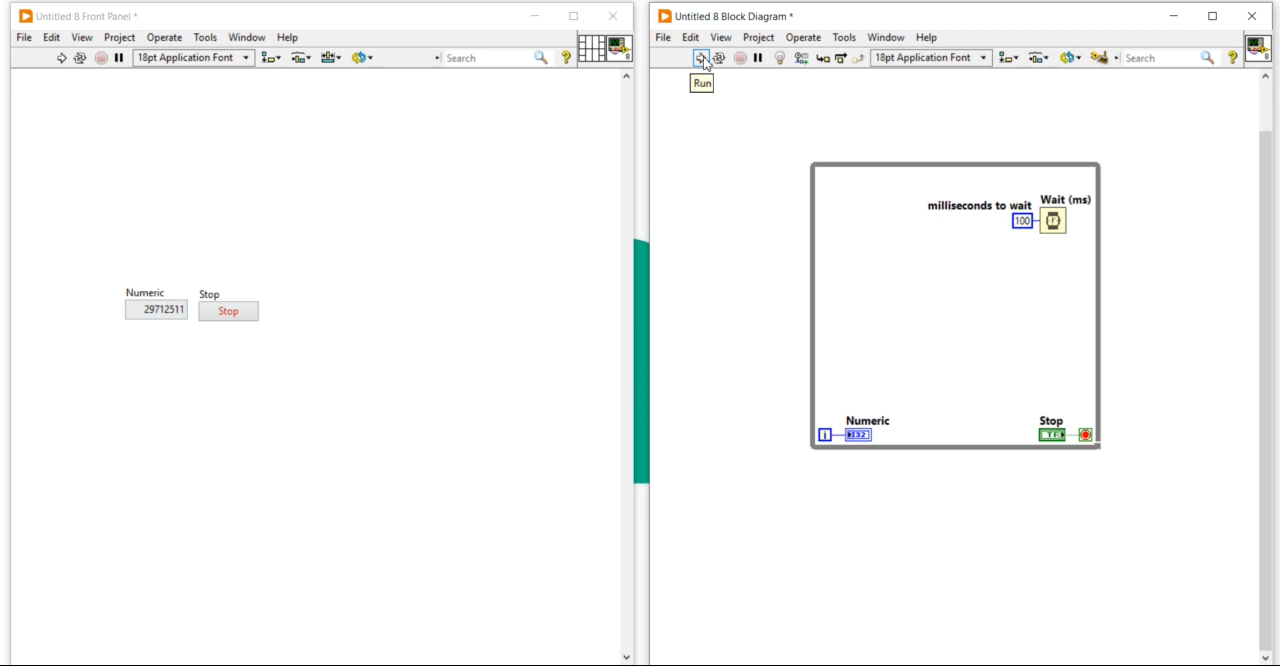 Untitled 8 Front Panel *
File Edit View Project Operate Tools Window Help
18pt Application Font
Search
8
Numeric
29712511
Stop
Stop
Untitled 8 Block Diagram *
File Edit View Project Operate Tools Window Help
18pt Application Font
Search
8
Run
milliseconds to wait
Wait (ms)
100
Numeric
i
I32
Stop
TF